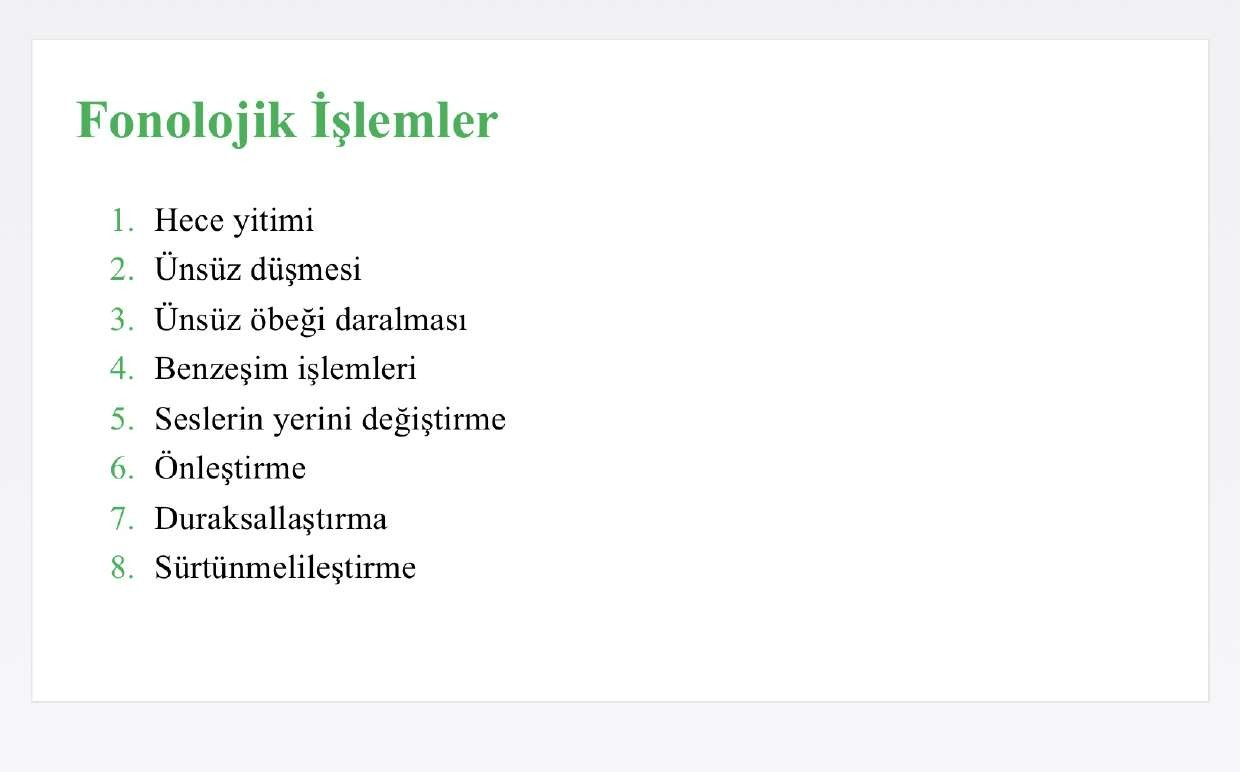 Fonolojik İşlemler
1. Hece yitimi
2. Ünsüz düşmesi
3. Ünsüz öbeği daralması
4. Benzeşim işlemleri
5. Seslerin yerini değiştirme
6. Önleştirme
7. Duraksallaştırma
8. Sürtünmelileştirme